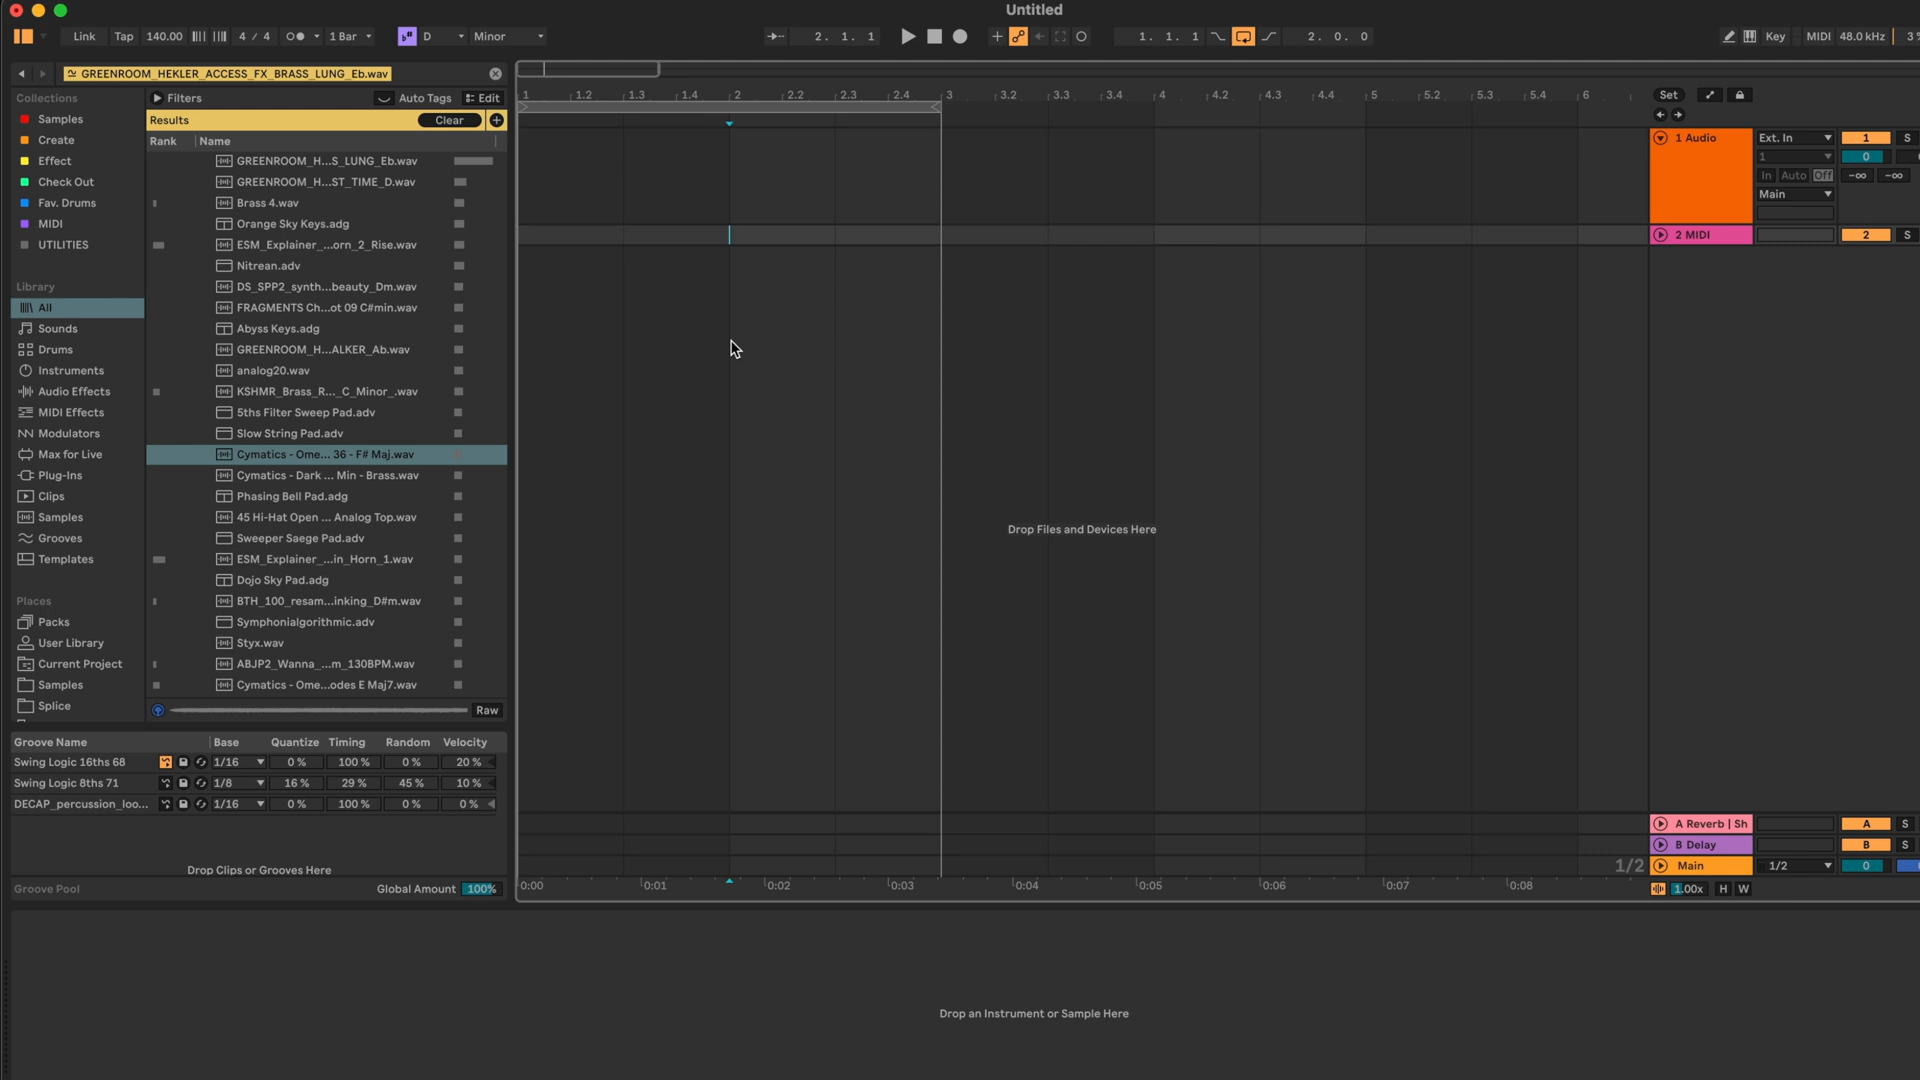 Untitled
Link Tap 140.00 4 / 4 1 Bar D Minor 2. 1. 1 1. 1. 1 2. 0. 0 Key MIDI 48.0 kHz
GREENROOM_HEKLER_ACCESS_FX_BRASS_LUNG_Eb.wav
Collections
Samples
Create
Effect
Check Out
Fav. Drums
MIDI
UTILITIES
Library
All
Sounds
Drums
Instruments
Audio Effects
MIDI Effects
Modulators
Max for Live
Plug-Ins
Clips
Samples
Grooves
Templates
Places
Packs
User Library
Current Project
Samples
Splice
Filters Auto Tags Edit
Results Clear
Rank Name
GREENROOM_H...S_LUNG_Eb.wav
GREENROOM_H...ST_TIME_D.wav
Brass 4.wav
Orange Sky Keys.adg
ESM_Explainer_...orn_2_Rise.wav
Nitrean.adv
DS_SPP2_synth...beauty_Dm.wav
FRAGMENTS Ch...ot 09 C#min.wav
Abyss Keys.adg
GREENROOM_H...ALKER_Ab.wav
analog20.wav
KSHMR_Brass_R..._C_Minor_.wav
5ths Filter Sweep Pad.adv
Slow String Pad.adv
Cymatics - Ome... 36 - F# Maj.wav
Cymatics - Dark ... Min - Brass.wav
Phasing Bell Pad.adg
45 Hi-Hat Open ... Analog Top.wav
Sweeper Saege Pad.adv
ESM_Explainer_...in_Horn_1.wav
Dojo Sky Pad.adg
BTH_100_resam...inking_D#m.wav
Symphonialgorithmic.adv
Styx.wav
ABJP2_Wanna_...m_130BPM.wav
Cymatics - Ome...odes E Maj7.wav
Raw
Groove Name Base Quantize Timing Random Velocity
Swing Logic 16ths 68 1/16 0 % 100 % 0 % 20 %
Swing Logic 8ths 71 1/8 16 % 29 % 45 % 10 %
DECAP_percussion_loo... 1/16 0 % 100 % 0 % 0 %
Drop Clips or Grooves Here
Groove Pool Global Amount 100%
1 1.2 1.3 1.4 2 2.2 2.3 2.4 3 3.2 3.3 3.4 4 4.2 4.3 4.4 5 5.2 5.3 5.4 6
Drop Files and Devices Here
0:00 0:01 0:02 0:03 0:04 0:05 0:06 0:07 0:08
1/2
Set
1 Audio Ext. In 1 S
1 0
In Auto Off -∞ -∞
Main
2 MIDI 2 S
A Reverb | Sh A S
B Delay B S
Main 1/2 0
1.00x H W
Drop an Instrument or Sample Here